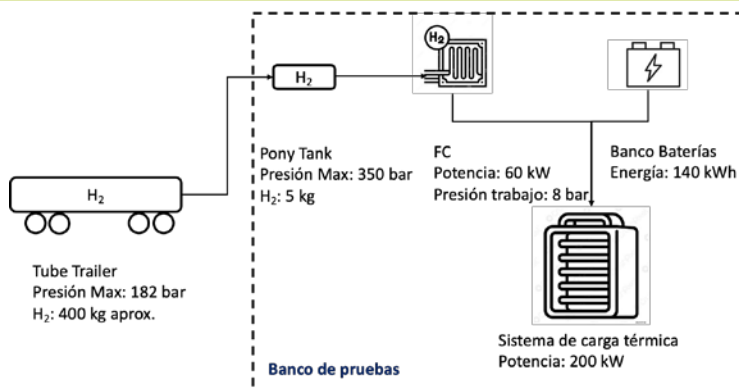 H₂
H₂
Pony Tank
Presión Max: 350 bar
H₂: 5 kg
FC
Potencia: 60 kW
Presión trabajo: 8 bar
Banco Baterías
Energía: 140 kWh
H₂
Tube Trailer
Presión Max: 182 bar
H₂: 400 kg aprox.
Sistema de carga térmica
Potencia: 200 kW
Banco de pruebas